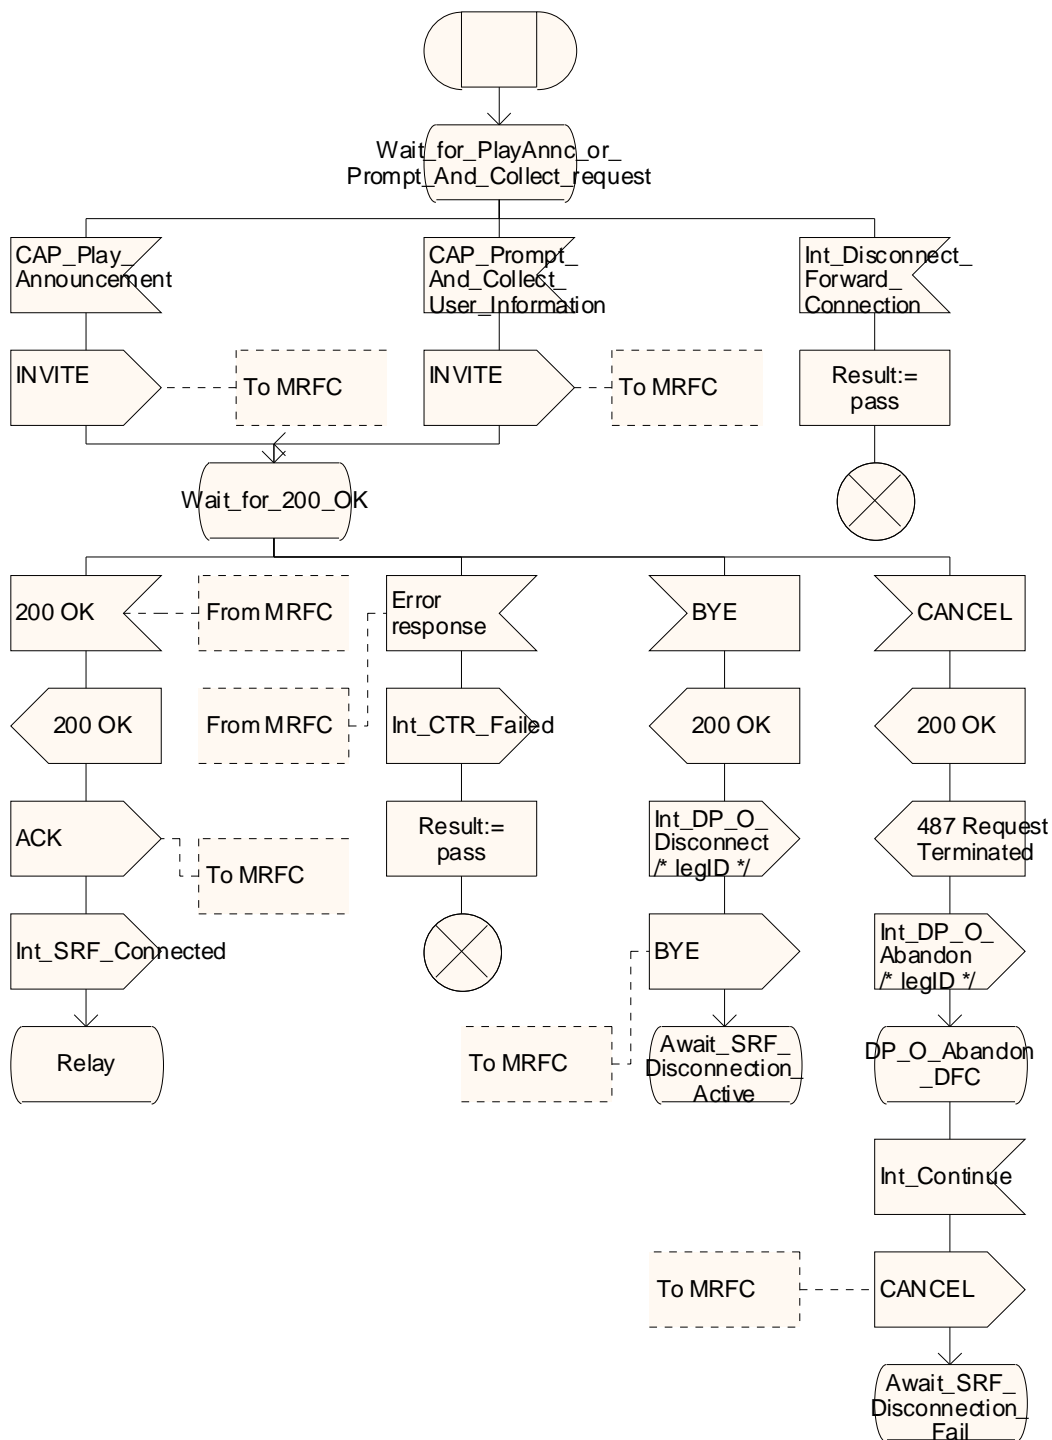 Wait_for_PlayAnnc_or_
Prompt_And_Collect_request
CAP_Play_
Announcement
CAP_Prompt_
And_Collect_
User_Information
Int_Disconnect_
Forward_
Connection
INVITE
To MRFC
INVITE
To MRFC
Result:=
pass
Wait_for_200_OK
200 OK
From MRFC
Error
response
BYE
CANCEL
200 OK
From MRFC
Int_CTR_Failed
200 OK
200 OK
ACK
To MRFC
Result:=
pass
Int_DP_O_
Disconnect
/* legID */
487 Request
Terminated
Int_SRF_Connected
BYE
Int_DP_O_
Abandon
/* legID */
Relay
To MRFC
Await_SRF_
Disconnection_
Active
DP_O_Abandon
_DFC
Int_Continue
To MRFC
CANCEL
Await_SRF_
Disconnection_
Fail